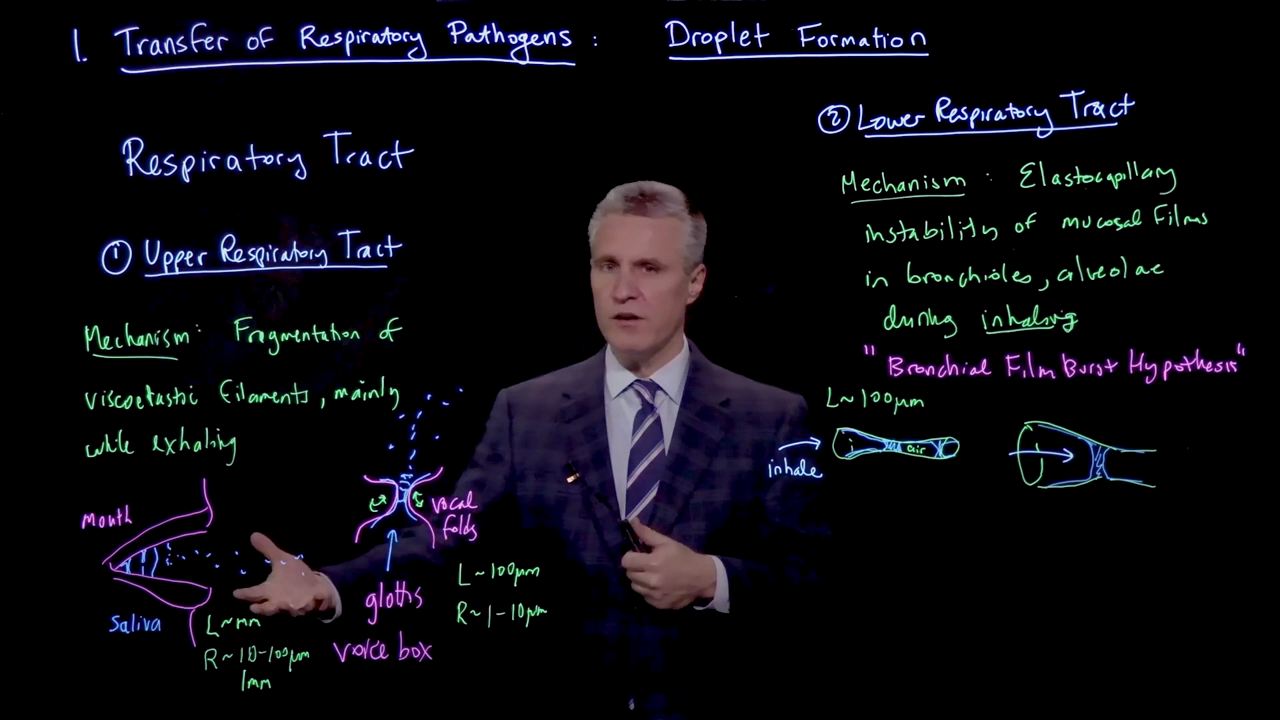 1. Transfer of Respiratory Pathogens : Droplet Formation
Respiratory Tract
① Upper Respiratory Tract
Mechanism: Fragmentation of
viscoelastic filaments, mainly
while exhaling
mouth
saliva
L~mm
R~10-100μm
1mm
vocal
folds
glottis
voice box
L~100μm
R~1-10μm
② Lower Respiratory Tract
Mechanism : Elastocapillary
instability of mucosal films
in bronchioles, alveolae
during inhaling
"Bronchial Film Burst Hypothesis"
L~100μm
inhale
air